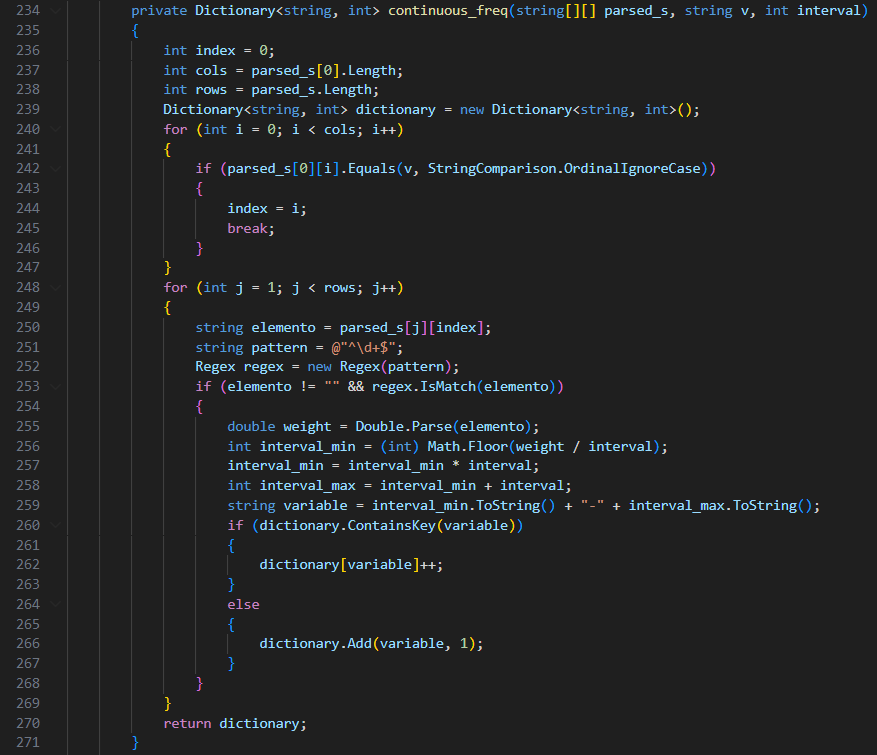 234 private Dictionary<string, int> continuous_freq(string[][] parsed_s, string v, int interval)
235 {
236 int index = 0;
237 int cols = parsed_s[0].Length;
238 int rows = parsed_s.Length;
239 Dictionary<string, int> dictionary = new Dictionary<string, int>();
240 for (int i = 0; i < cols; i++)
241 {
242 if (parsed_s[0][i].Equals(v, StringComparison.OrdinalIgnoreCase))
243 {
244 index = i;
245 break;
246 }
247 }
248 for (int j = 1; j < rows; j++)
249 {
250 string elemento = parsed_s[j][index];
251 string pattern = @"^\d+$";
252 Regex regex = new Regex(pattern);
253 if (elemento != "" && regex.IsMatch(elemento))
254 {
255 double weight = Double.Parse(elemento);
256 int interval_min = (int) Math.Floor(weight / interval);
257 interval_min = interval_min * interval;
258 int interval_max = interval_min + interval;
259 string variable = interval_min.ToString() + "-" + interval_max.ToString();
260 if (dictionary.ContainsKey(variable))
261 {
262 dictionary[variable]++;
263 }
264 else
265 {
266 dictionary.Add(variable, 1);
267 }
268 }
269 }
270 return dictionary;
271 }